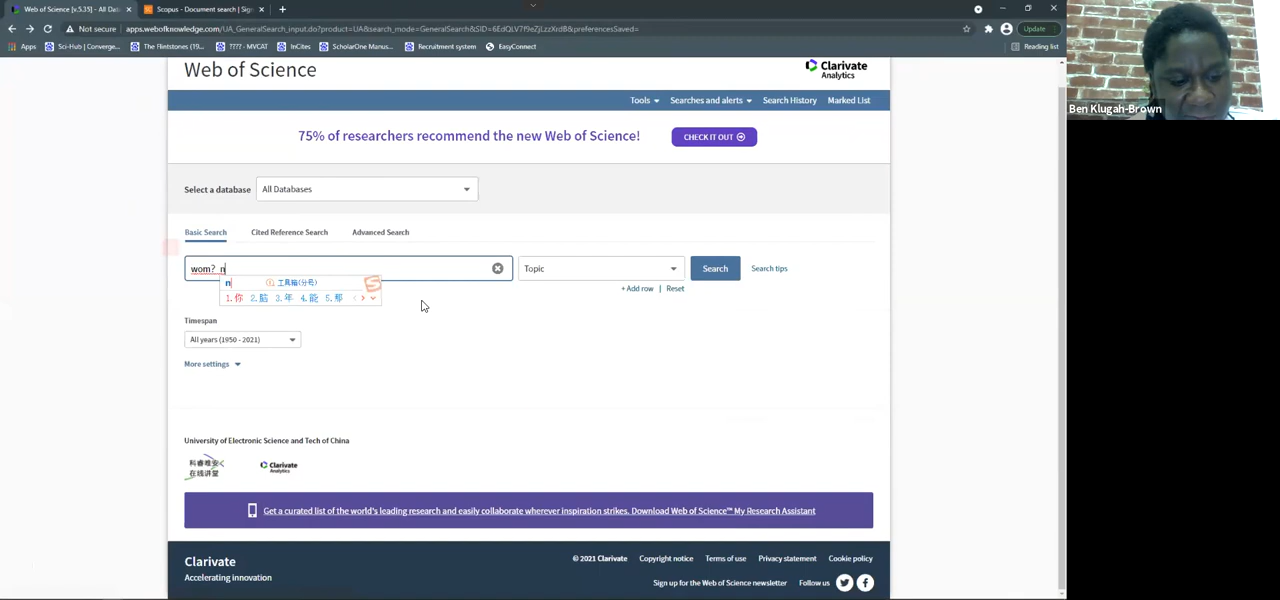 Web of Science [v.5.35] - All Dat
Scopus - Document search | Sig
Not secure
apps.webofknowledge.com/UA_GeneralSearch_input.do?product=UA&search_mode=GeneralSearch&SID=6EdQLV7f9eZjLzzXrdB&preferencesSaved=
Update
Apps
Sci-Hub | Converge...
The Flintstones (19...
???? - MVCAT
InCites
ScholarOne Manus...
Recruitment system
EasyConnect
Reading list
Web of Science
Clarivate
Analytics
Ben Klugah-Brown
Tools
Searches and alerts
Search History
Marked List
75% of researchers recommend the new Web of Science!
CHECK IT OUT
Select a database
All Databases
Basic Search
Cited Reference Search
Advanced Search
wom? n
Topic
Search
Search tips
n
工具箱(分号)
1.你 2.脑 3.年 4.能 5.那
+ Add row | Reset
Timespan
All years (1950 - 2021)
More settings
University of Electronic Science and Tech of China
在线讲堂
Clarivate
Analytics
Get a curated list of the world's leading research and easily collaborate wherever inspiration strikes. Download Web of Science™ My Research Assistant
Clarivate
Accelerating innovation
© 2021 Clarivate
Copyright notice
Terms of use
Privacy statement
Cookie policy
Sign up for the Web of Science newsletter
Follow us